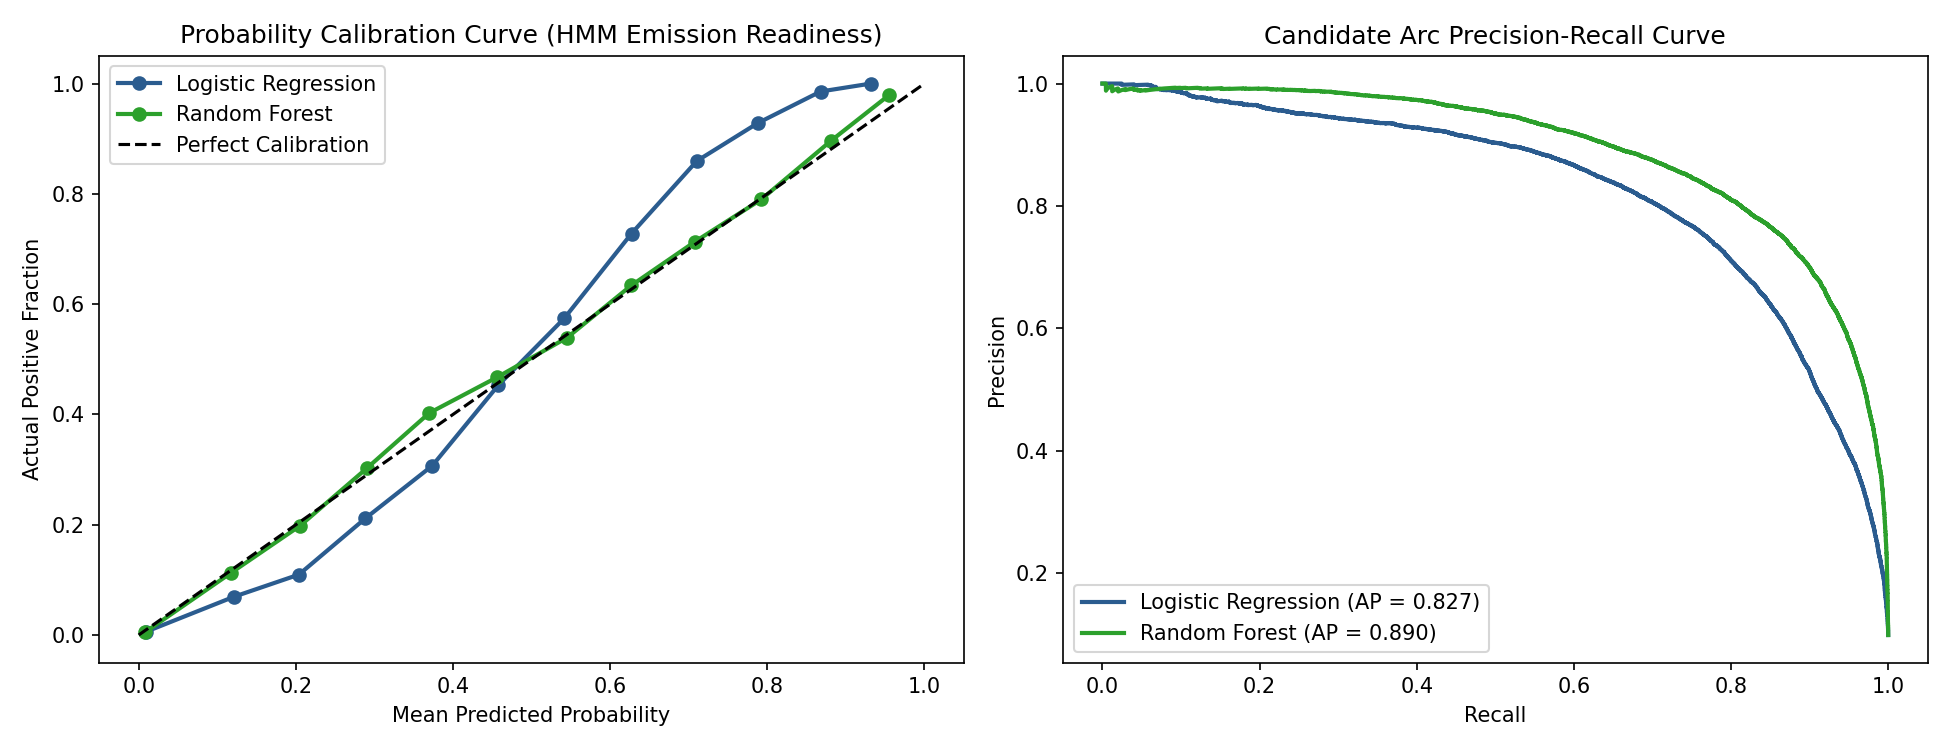 Probability Calibration Curve (HMM Emission Readiness)
Logistic Regression
Random Forest
Perfect Calibration
Actual Positive Fraction
1.0
0.8
0.6
0.4
0.2
0.0
0.0 0.2 0.4 0.6 0.8 1.0
Mean Predicted Probability
Candidate Arc Precision-Recall Curve
Precision
1.0
0.8
0.6
0.4
0.2
Logistic Regression (AP = 0.827)
Random Forest (AP = 0.890)
0.0 0.2 0.4 0.6 0.8 1.0
Recall